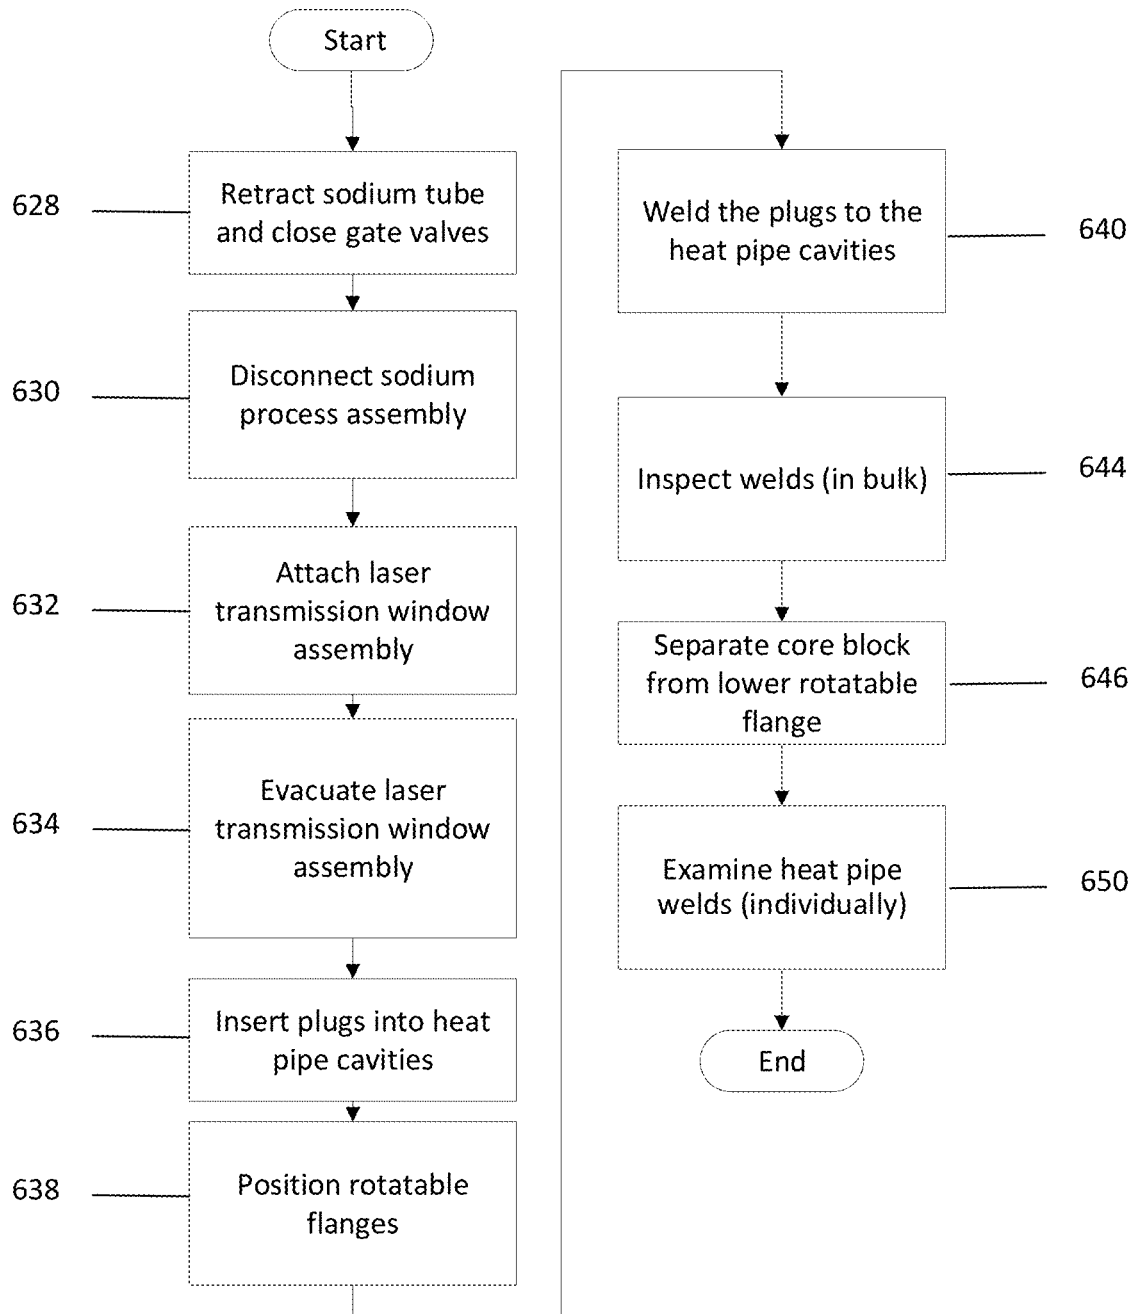 Start
628
Retract sodium tube
and close gate valves
630
Disconnect sodium
process assembly
632
Attach laser
transmission window
assembly
634
Evacuate laser
transmission window
assembly
636
Insert plugs into heat
pipe cavities
638
Position rotatable
flanges
Weld the plugs to the
heat pipe cavities
640
Inspect welds (in bulk)
644
Separate core block
from lower rotatable
flange
646
Examine heat pipe
welds (individually)
650
End